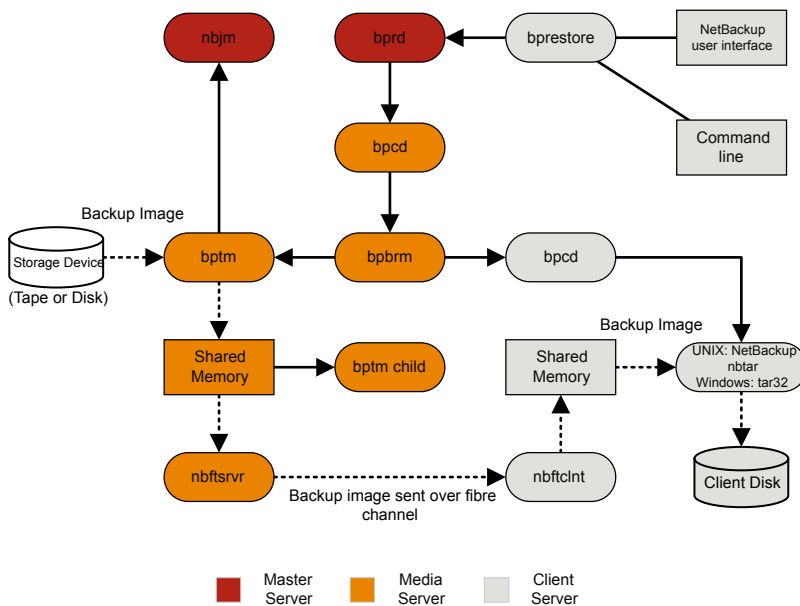 nbjm
bprd
bprestore
NetBackup
user interface
Command
line
bpcd
Backup Image
Storage Device
(Tape or Disk)
bptm
bpbrm
bpcd
Backup Image
Shared
Memory
bptm child
Shared
Memory
UNIX: NetBackup
nbtar
Windows: tar32
nbftsrvr
Backup image sent over fibre
channel
nbftclnt
Client Disk
Master
Server
Media
Server
Client
Server